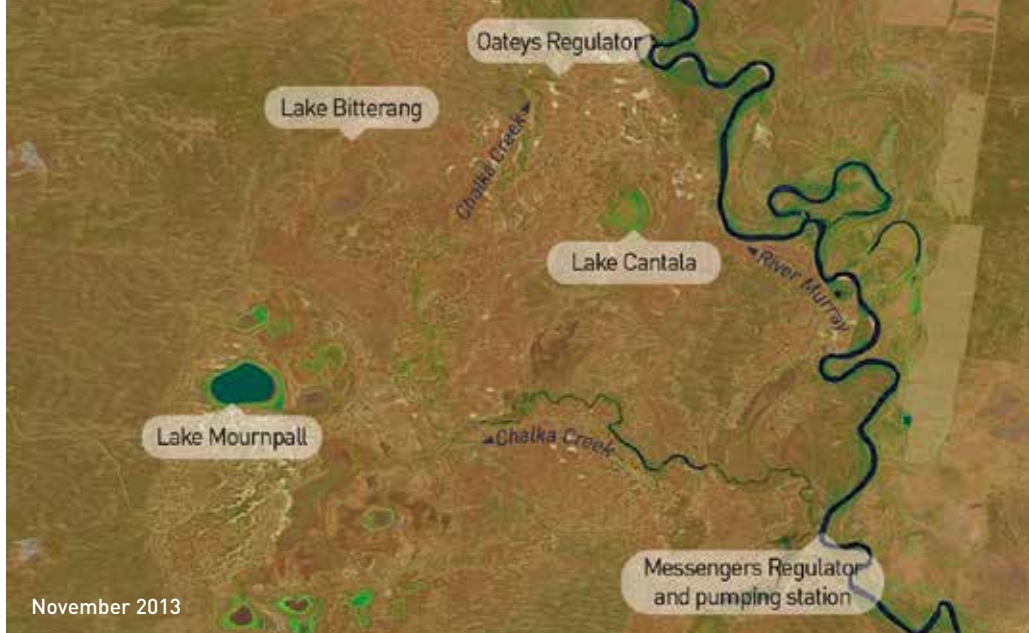 Oateys Regulator
Lake Bitterang
Chalka Creek
Lake Cantala
River Murray
Lake Mournpall
Chalka Creek
Messengers Regulator
and pumping station
November 2013